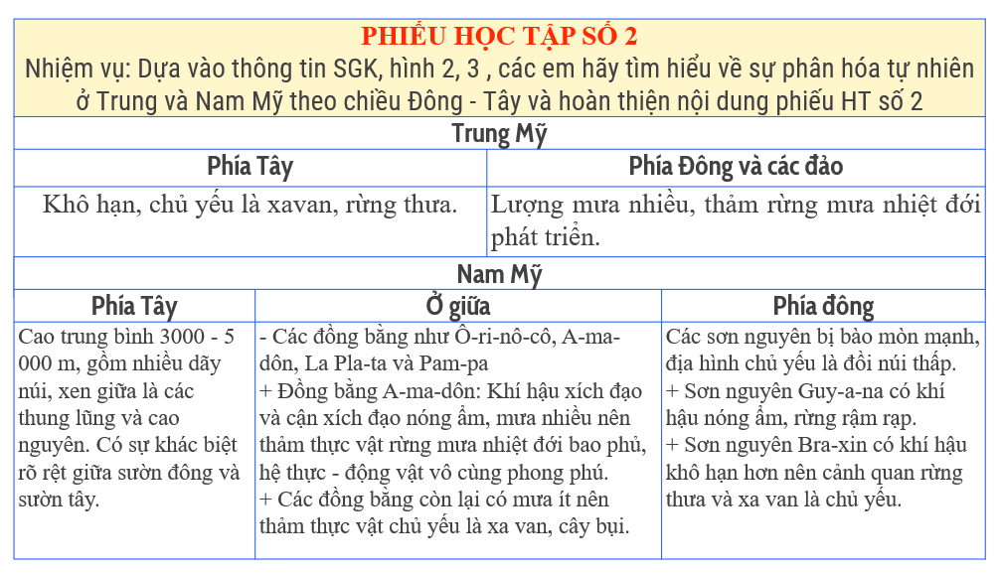 PHIẾU HỌC TẬP SỐ 2
Nhiệm vụ: Dựa vào thông tin SGK, hình 2, 3 , các em hãy tìm hiểu về sự phân hóa tự nhiên
ở Trung và Nam Mỹ theo chiều Đông - Tây và hoàn thiện nội dung phiếu HT số 2
Trung Mỹ
Phía Tây
Phía Đông và các đảo
Khô hạn, chủ yếu là xavan, rừng thưa.
Lượng mưa nhiều, thảm rừng mưa nhiệt đới
phát triển.
Nam Mỹ
Phía Tây
Ở giữa
Phía đông
Cao trung bình 3000 - 5
000 m, gồm nhiều dãy
núi, xen giữa là các
thung lũng và cao
nguyên. Có sự khác biệt
rõ rệt giữa sườn đông và
sườn tây.
- Các đồng bằng như Ô-ri-nô-cô, A-ma-
dôn, La Pla-ta và Pam-pa
+ Đồng bằng A-ma-dôn: Khí hậu xích đạo
và cận xích đạo nóng ẩm, mưa nhiều nên
thảm thực vật rừng mưa nhiệt đới bao phủ,
hệ thực - động vật vô cùng phong phú.
+ Các đồng bằng còn lại có mưa ít nên
thảm thực vật chủ yếu là xa van, cây bụi.
Các sơn nguyên bị bào mòn mạnh,
địa hình chủ yếu là đồi núi thấp.
+ Sơn nguyên Guy-a-na có khí
hậu nóng ẩm, rừng rậm rạp.
+ Sơn nguyên Bra-xin có khí hậu
khô hạn hơn nên cảnh quan rừng
thưa và xa van là chủ yếu.